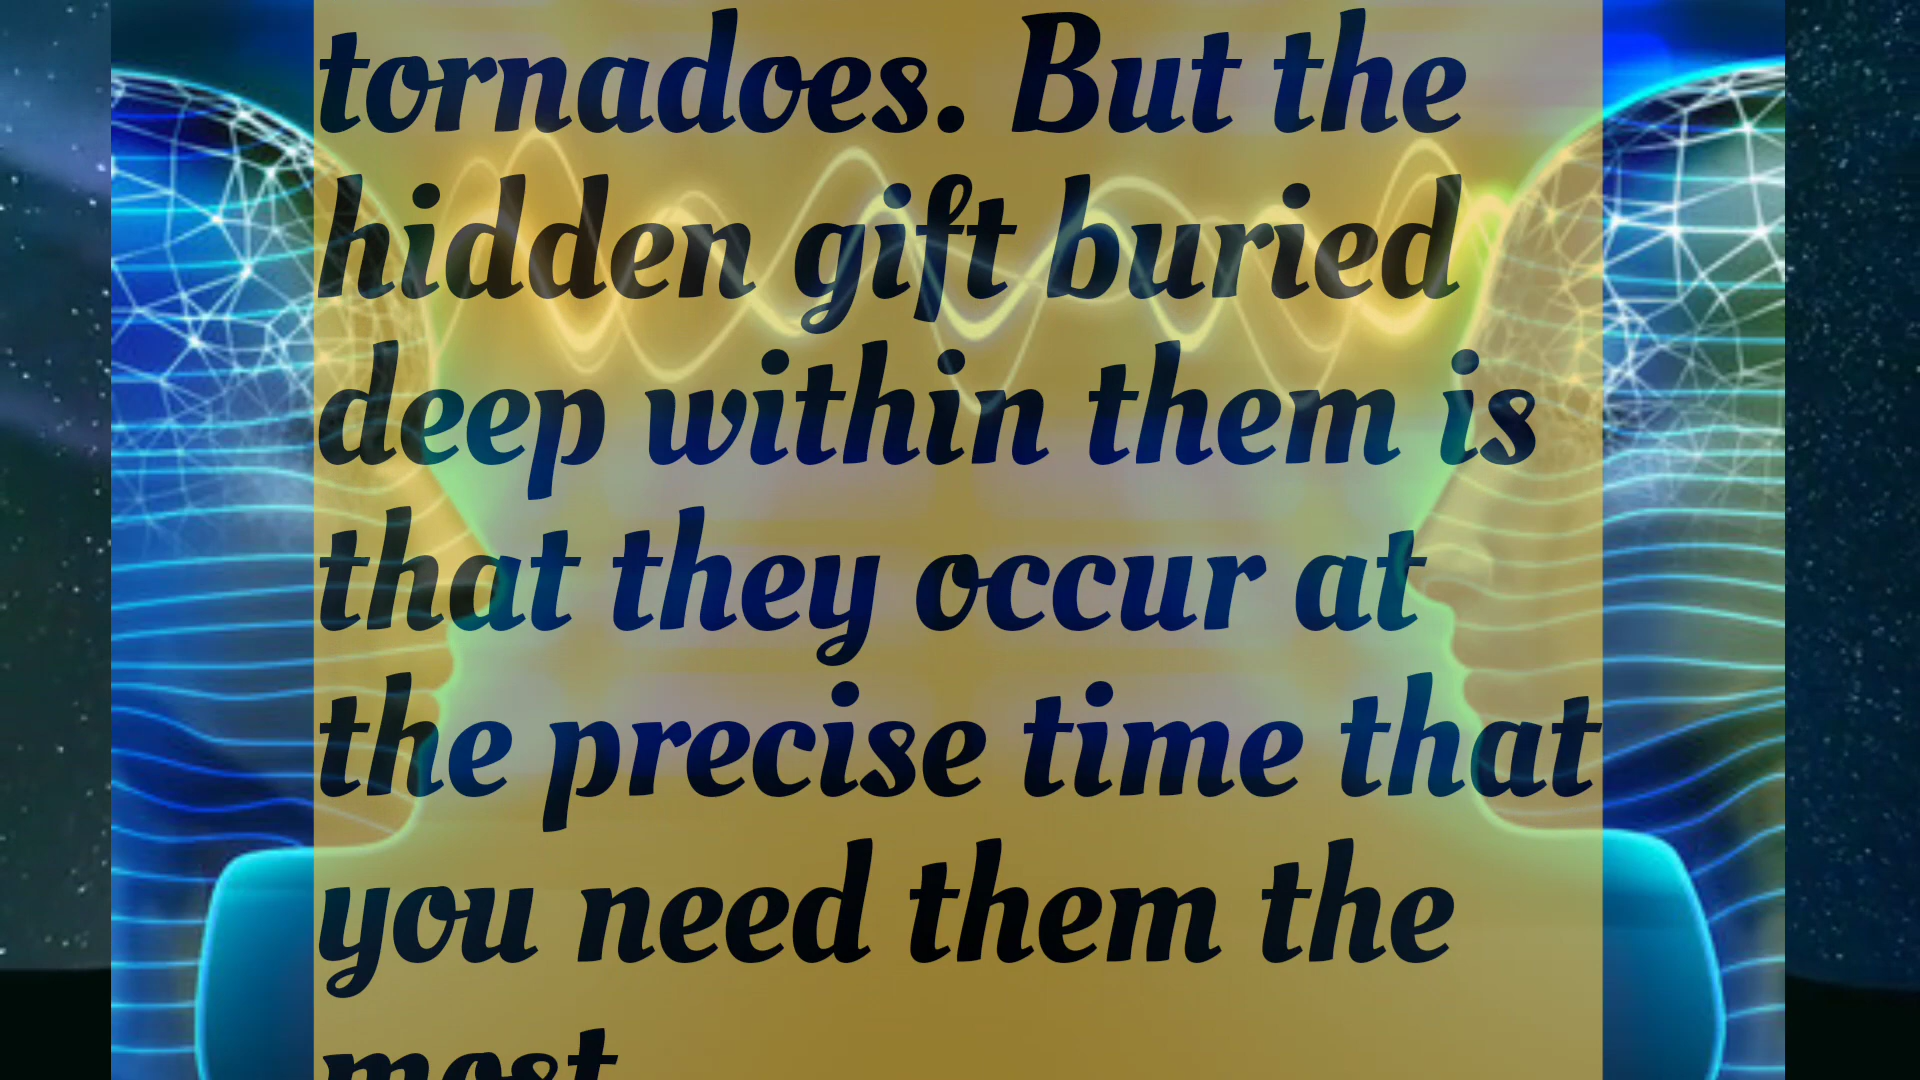 tornadoes. But the
hidden gift buried
deep within them is
that they occur at
the precise time that
you need them the
most